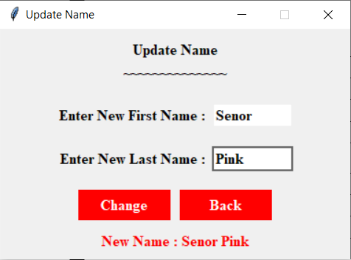 Update Name
Update Name
~~~~~~~~~~~~~~~
Enter New First Name : Senor
Enter New Last Name : Pink
Change Back
New Name : Senor Pink